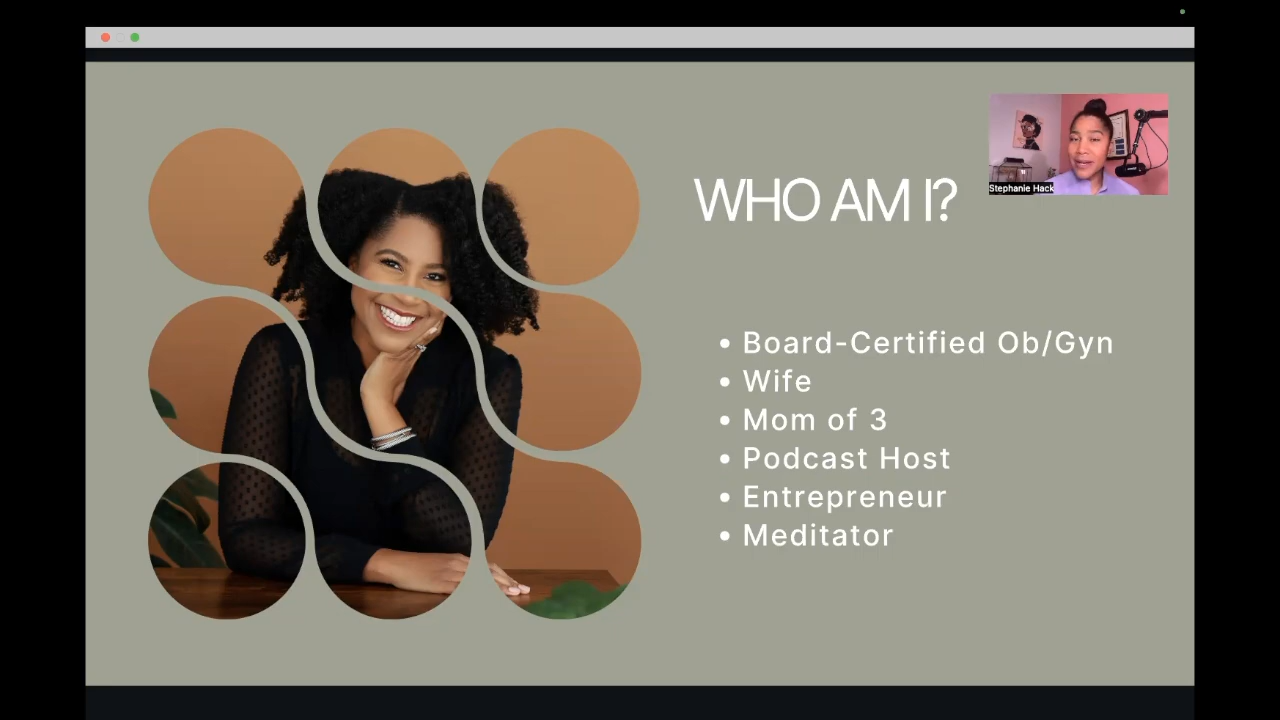 WHO AM I?
Stephanie Hack
• Board-Certified Ob/Gyn
• Wife
• Mom of 3
• Podcast Host
• Entrepreneur
• Meditator